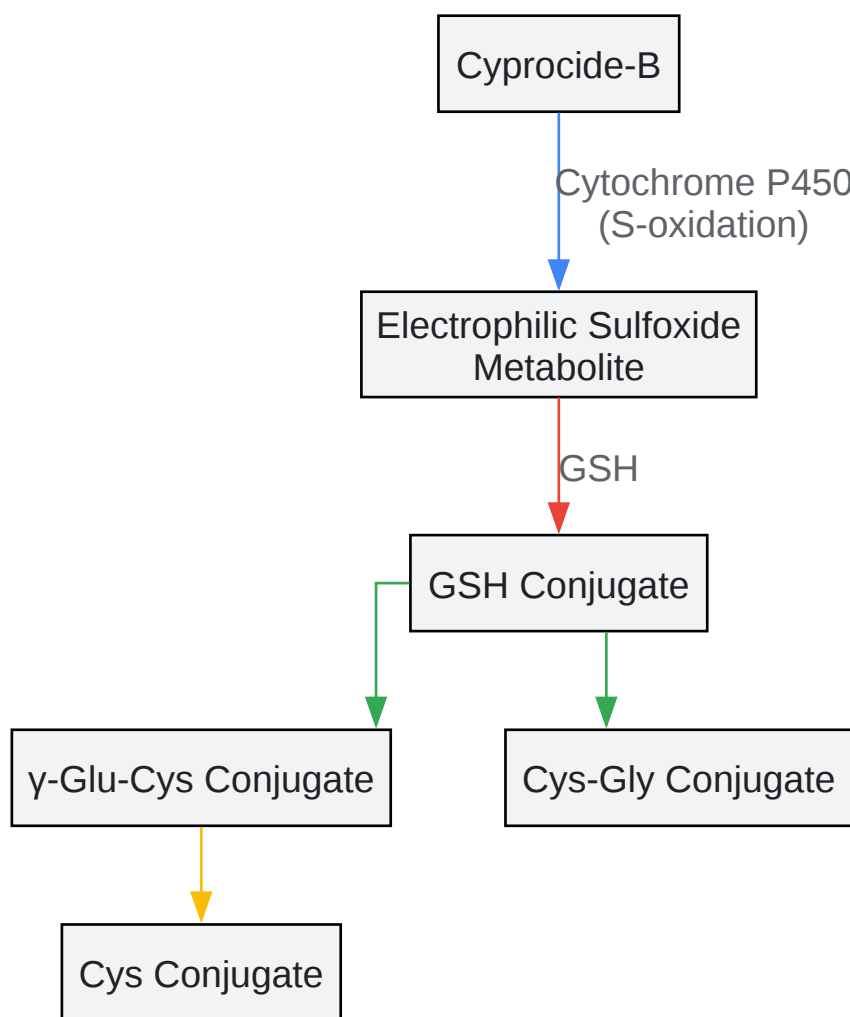 Cyprocide-B
Cytochrome P450
(S-oxidation)
Electrophilic Sulfoxide
Metabolite
GSH
GSH Conjugate
γ-Glu-Cys Conjugate
Cys-Gly Conjugate
Cys Conjugate